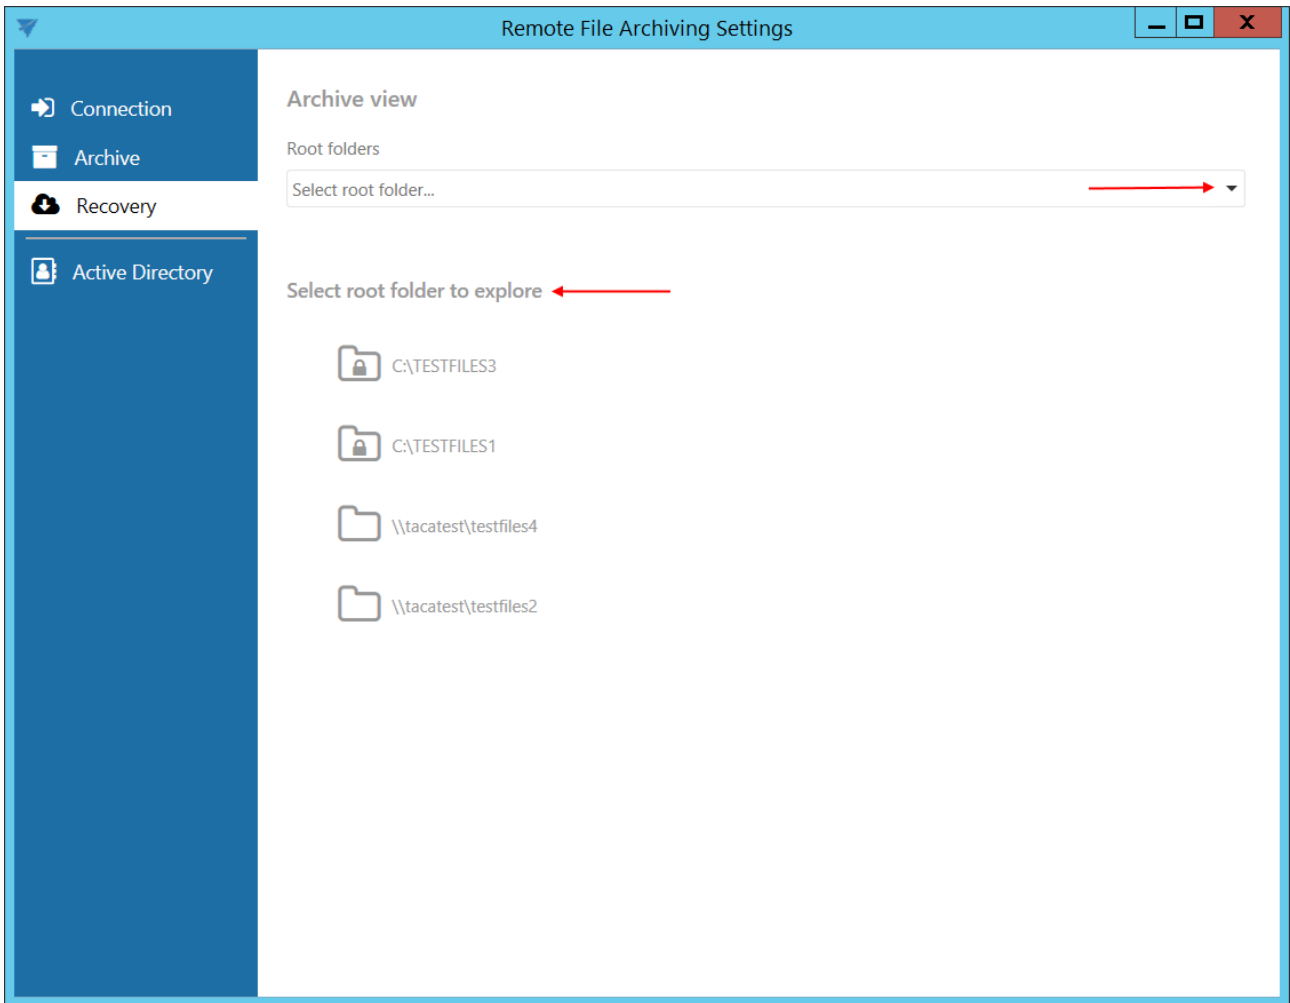 Remote File Archiving Settings
X
Connection
Archive
Recovery
Active Directory
Archive view
Root folders
Select root folder...
Select root folder to explore
C:\TESTFILES3
C:\TESTFILES1
\\tacatest\testfiles4
\\tacatest\testfiles2